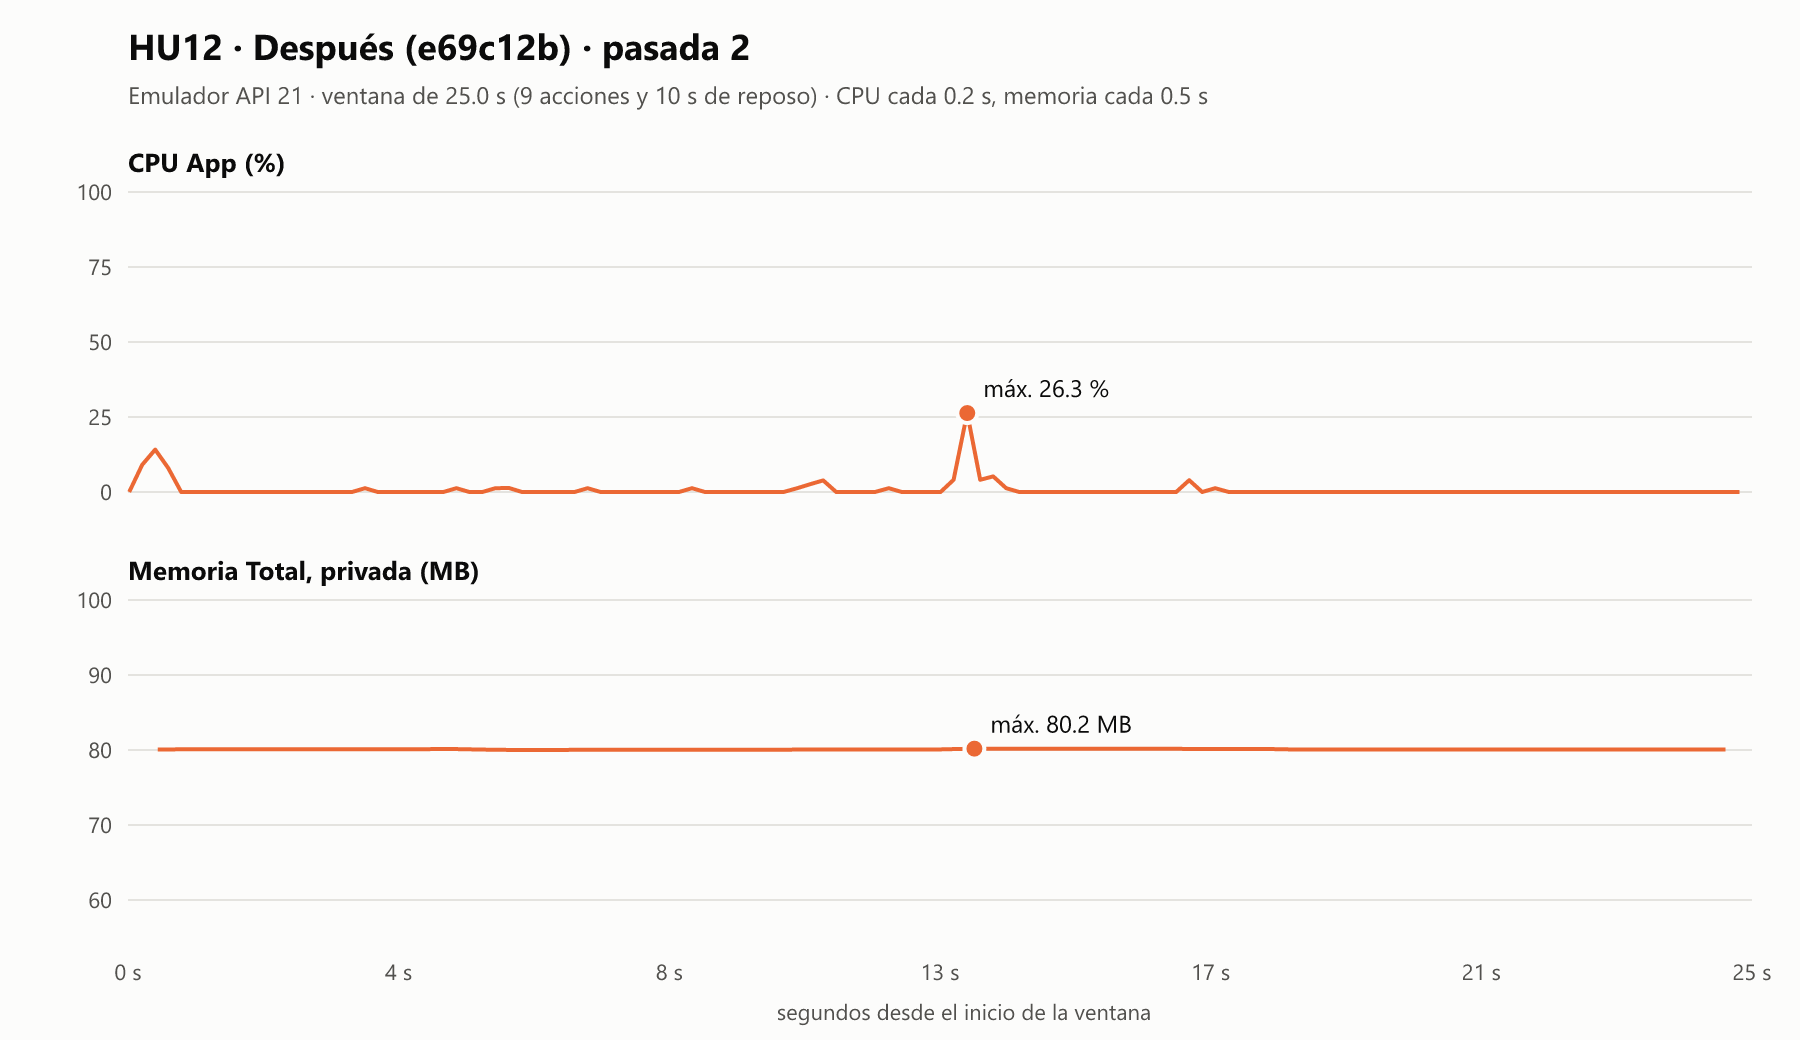 HU12 · Después (e69c12b) · pasada 2
Emulador API 21 · ventana de 25.0 s (9 acciones y 10 s de reposo) · CPU cada 0.2 s, memoria cada 0.5 s
CPU App (%)
100
75
50
máx. 26.3 %
25
0
Memoria Total, privada (MB)
100
90
máx. 80.2 MB
80
70
60
0 s 4 s 8 s 13 s 17 s 21 s 25 s
segundos desde el inicio de la ventana